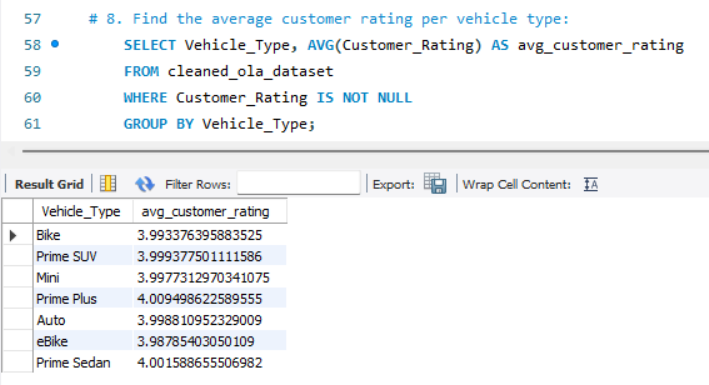 57 # 8. Find the average customer rating per vehicle type:
58 SELECT Vehicle_Type, AVG(Customer_Rating) AS avg_customer_rating
59 FROM cleaned_ola_dataset
60 WHERE Customer_Rating IS NOT NULL
61 GROUP BY Vehicle_Type;
Result Grid Filter Rows: Export: Wrap Cell Content:
Vehicle_Type avg_customer_rating
Bike 3.993376395883525
Prime SUV 3.999377501111586
Mini 3.9977312970341075
Prime Plus 4.009498622589555
Auto 3.998810952329009
eBike 3.98785403050109
Prime Sedan 4.001588655506982